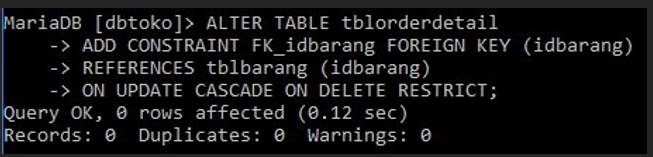 MariaDB [dbtoko]> ALTER TABLE tblorderdetail
    -> ADD CONSTRAINT FK_idbarang FOREIGN KEY (idbarang)
    -> REFERENCES tblbarang (idbarang)
    -> ON UPDATE CASCADE ON DELETE RESTRICT;
Query OK, 0 rows affected (0.12 sec)
Records: 0  Duplicates: 0  Warnings: 0